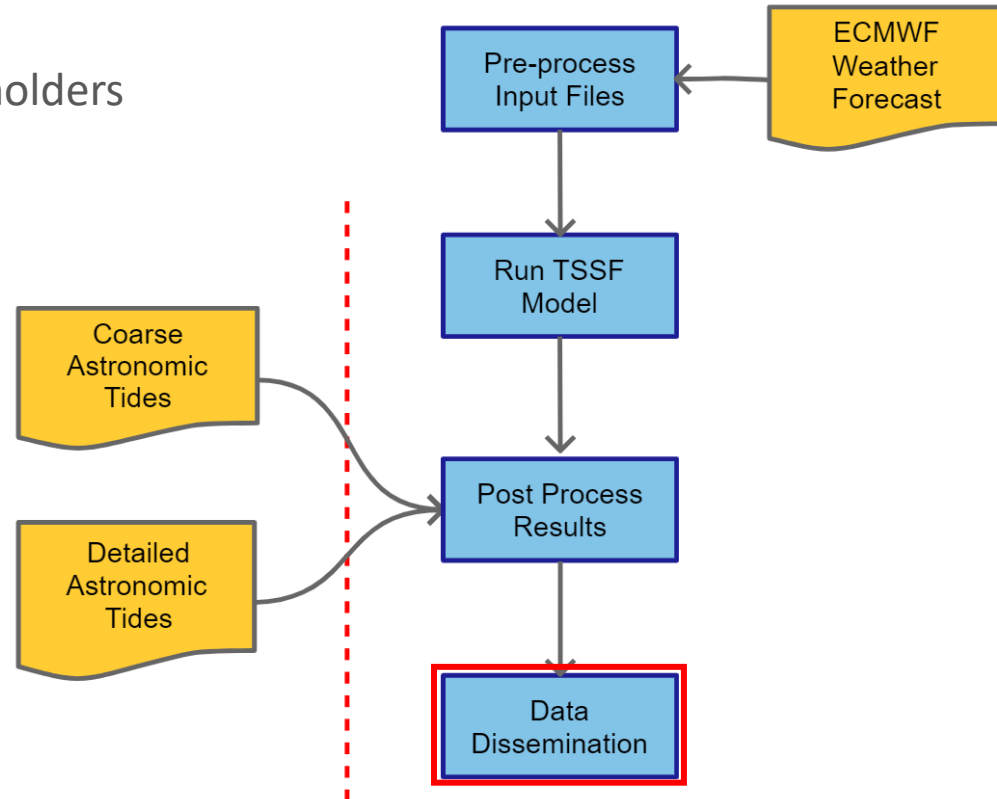 ECMWF
Weather
Forecast
Pre-process
Input Files
Run TSSF
Model
Coarse
Astronomic
Tides
Post Process
Results
Detailed
Astronomic
Tides
Data
Dissemination